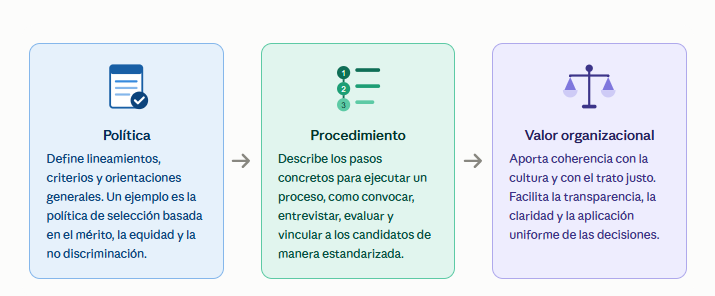 1
2
3
Política
Define lineamientos,
criterios y orientaciones
generales. Un ejemplo es la
política de selección basada
en el mérito, la equidad y la
no discriminación.
Procedimiento
Describe los pasos
concretos para ejecutar un
proceso, como convocar,
entrevistar, evaluar y
vincular a los candidatos de
manera estandarizada.
Valor organizacional
Aporta coherencia con la
cultura y con el trato justo.
Facilita la transparencia, la
claridad y la aplicación
uniforme de las decisiones.